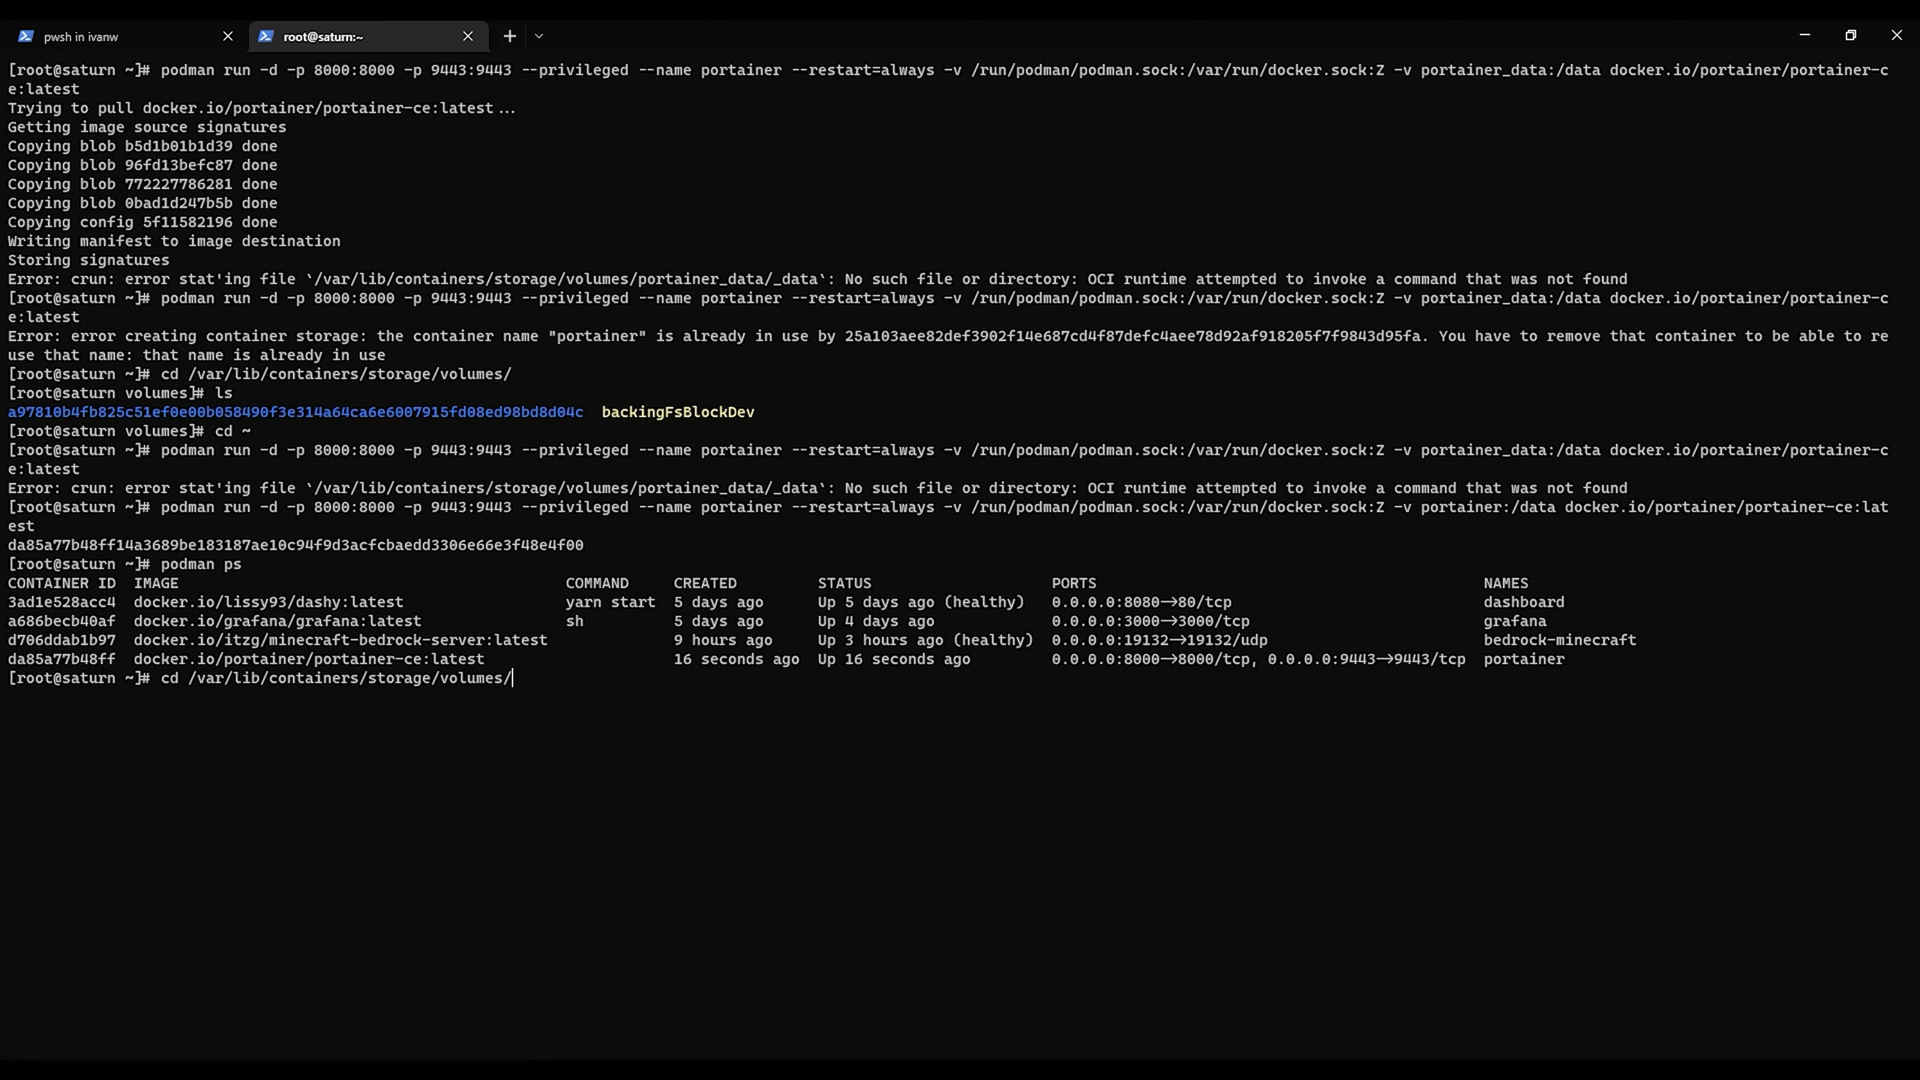 pwsh in ivanw
root@saturn:~
[root@saturn ~]# podman run -d -p 8000:8000 -p 9443:9443 --privileged --name portainer --restart=always -v /run/podman/podman.sock:/var/run/docker.sock:Z -v portainer_data:/data docker.io/portainer/portainer-c
e:latest
Trying to pull docker.io/portainer/portainer-ce:latest...
Getting image source signatures
Copying blob b5d1b01b1d39 done
Copying blob 96fd13befc87 done
Copying blob 772227786281 done
Copying blob 0bad1d247b5b done
Copying config 5f11582196 done
Writing manifest to image destination
Storing signatures
Error: crun: error stat'ing file `/var/lib/containers/storage/volumes/portainer_data/_data`: No such file or directory: OCI runtime attempted to invoke a command that was not found
[root@saturn ~]# podman run -d -p 8000:8000 -p 9443:9443 --privileged --name portainer --restart=always -v /run/podman/podman.sock:/var/run/docker.sock:Z -v portainer_data:/data docker.io/portainer/portainer-c
e:latest
Error: error creating container storage: the container name "portainer" is already in use by 25a103aee82def3902f14e687cd4f87defc4aee78d92af918205f7f9843d95fa. You have to remove that container to be able to re
use that name: that name is already in use
[root@saturn ~]# cd /var/lib/containers/storage/volumes/
[root@saturn volumes]# ls
a97810b4fb825c51ef0e00b058490f3e314a64ca6e6007915fd08ed98bd8d04c  backingFsBlockDev
[root@saturn volumes]# cd ~
[root@saturn ~]# podman run -d -p 8000:8000 -p 9443:9443 --privileged --name portainer --restart=always -v /run/podman/podman.sock:/var/run/docker.sock:Z -v portainer_data:/data docker.io/portainer/portainer-c
e:latest
Error: crun: error stat'ing file `/var/lib/containers/storage/volumes/portainer_data/_data`: No such file or directory: OCI runtime attempted to invoke a command that was not found
[root@saturn ~]# podman run -d -p 8000:8000 -p 9443:9443 --privileged --name portainer --restart=always -v /run/podman/podman.sock:/var/run/docker.sock:Z -v portainer:/data docker.io/portainer/portainer-ce:lat
est
da85a77b48ff14a3689be183187ae10c94f9d3acfcbaedd3306e66e3f48e4f00
[root@saturn ~]# podman ps
CONTAINER ID  IMAGE                                           COMMAND     CREATED         STATUS                    PORTS                                           NAMES
3ad1e528acc4  docker.io/lissy93/dashy:latest                  yarn start  5 days ago      Up 5 days ago (healthy)   0.0.0.0:8080->80/tcp                            dashboard
a686becb40af  docker.io/grafana/grafana:latest                sh          5 days ago      Up 4 days ago             0.0.0.0:3000->3000/tcp                          grafana
d706ddab1b97  docker.io/itzg/minecraft-bedrock-server:latest              9 hours ago     Up 3 hours ago (healthy)  0.0.0.0:19132->19132/udp                        bedrock-minecraft
da85a77b48ff  docker.io/portainer/portainer-ce:latest                     16 seconds ago  Up 16 seconds ago         0.0.0.0:8000->8000/tcp, 0.0.0.0:9443->9443/tcp  portainer
[root@saturn ~]# cd /var/lib/containers/storage/volumes/